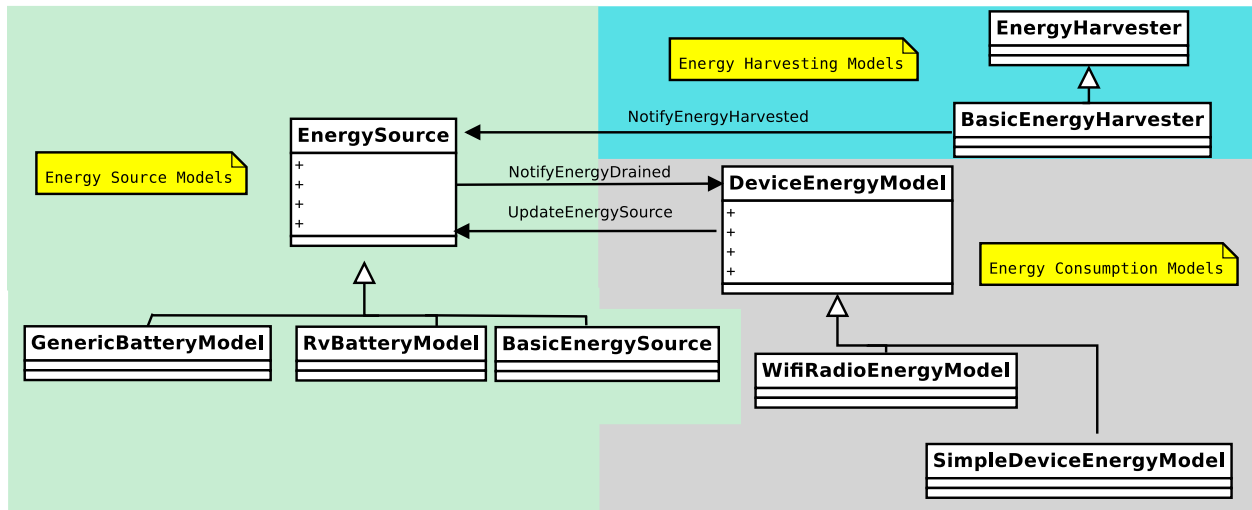 EnergyHarvester
Energy Harvesting Models
BasicEnergyHarvester
NotifyEnergyHarvested
EnergySource
+
+
+
+
Energy Source Models
NotifyEnergyDrained
UpdateEnergySource
DeviceEnergyModel
+
+
+
+
Energy Consumption Models
GenericBatteryModel
RvBatteryModel
BasicEnergySource
WifiRadioEnergyModel
SimpleDeviceEnergyModel